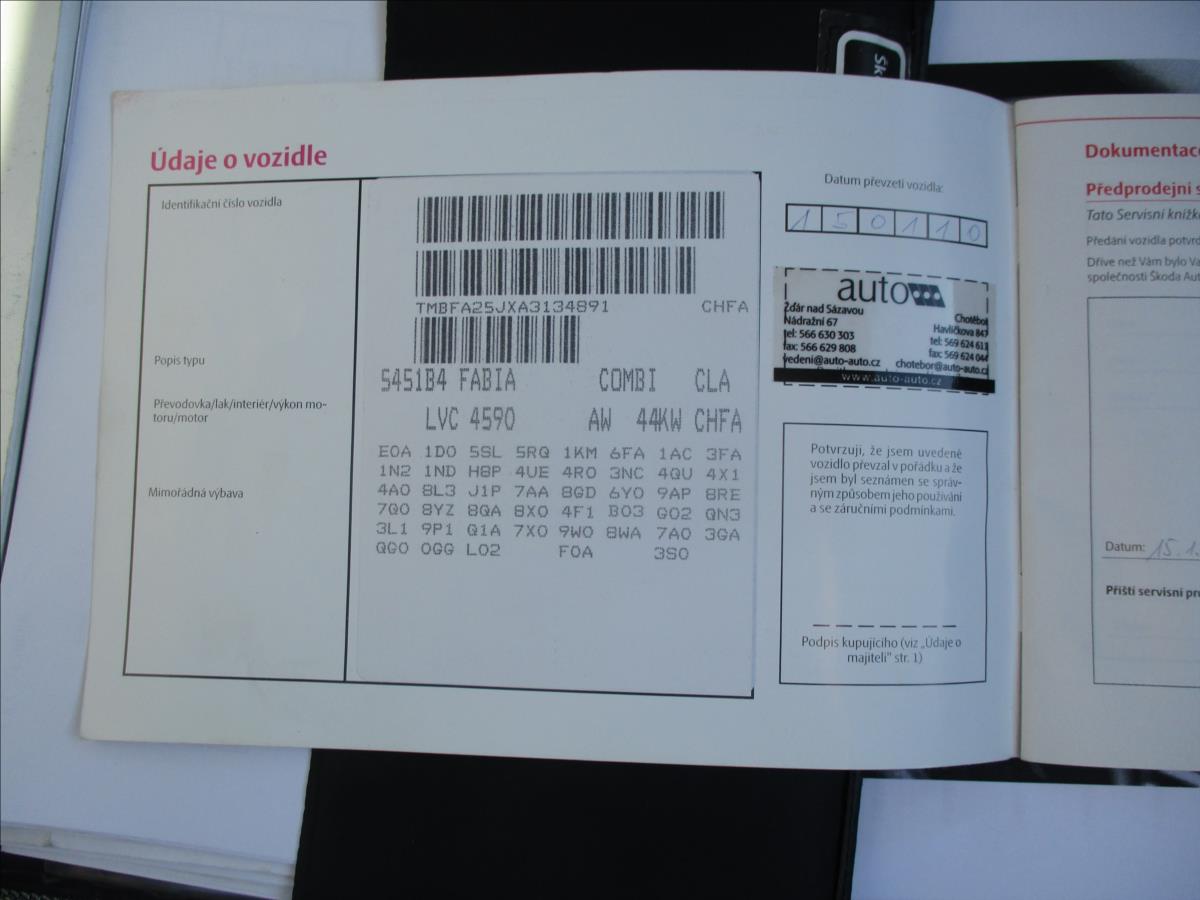 Šk
Údaje o vozidle
Identifikační číslo vozidla
TMBFA25JXA3134891 CHFA
Popis typu
5451B4 FABIA COMBI CLA
Převodovka/lak/interiér/výkon mo-
toru/motor
LVC 4590 AW 44KW CHFA
Mimořádná výbava
E0A 1D0 5SL 5RQ 1KM 6FA 1AC 3FA
1N2 1ND H8P 4UE 4R0 3NC 4QU 4X1
4A0 8L3 J1P 7AA 8GD 6Y0 9AP 8RE
7Q0 8YZ 8QA 8X0 4F1 B03 G02 QN3
3L1 9P1 Q1A 7X0 9W0 8WA 7A0 3GA
QG0 0GG L02 F0A 3S0
Datum převzetí vozidla:
150110
auto
Žďár nad Sázavou
Nádražní 67
tel: 566 630 303
fax: 566 629 808
vedeni@auto-auto.cz
Chotěboř
Havlíčkova 847
tel: 569 624 611
fax: 569 624 044
chotebor@auto-auto.cz
www.auto-auto.cz
Potvrzuji, že jsem uvedené
vozidlo převzal v pořádku a že
jsem byl seznámen se správ-
ným způsobem jeho používání
a se záručními podmínkami.
Podpis kupujícího (viz „Údaje o
majiteli" str. 1)
Dokumentace
Předprodejní s
Tato Servisní knížk
Předání vozidla potvrd
Dříve než Vám bylo Va
společnosti Škoda Aut
Datum: 15.1.
Příští servisní pr